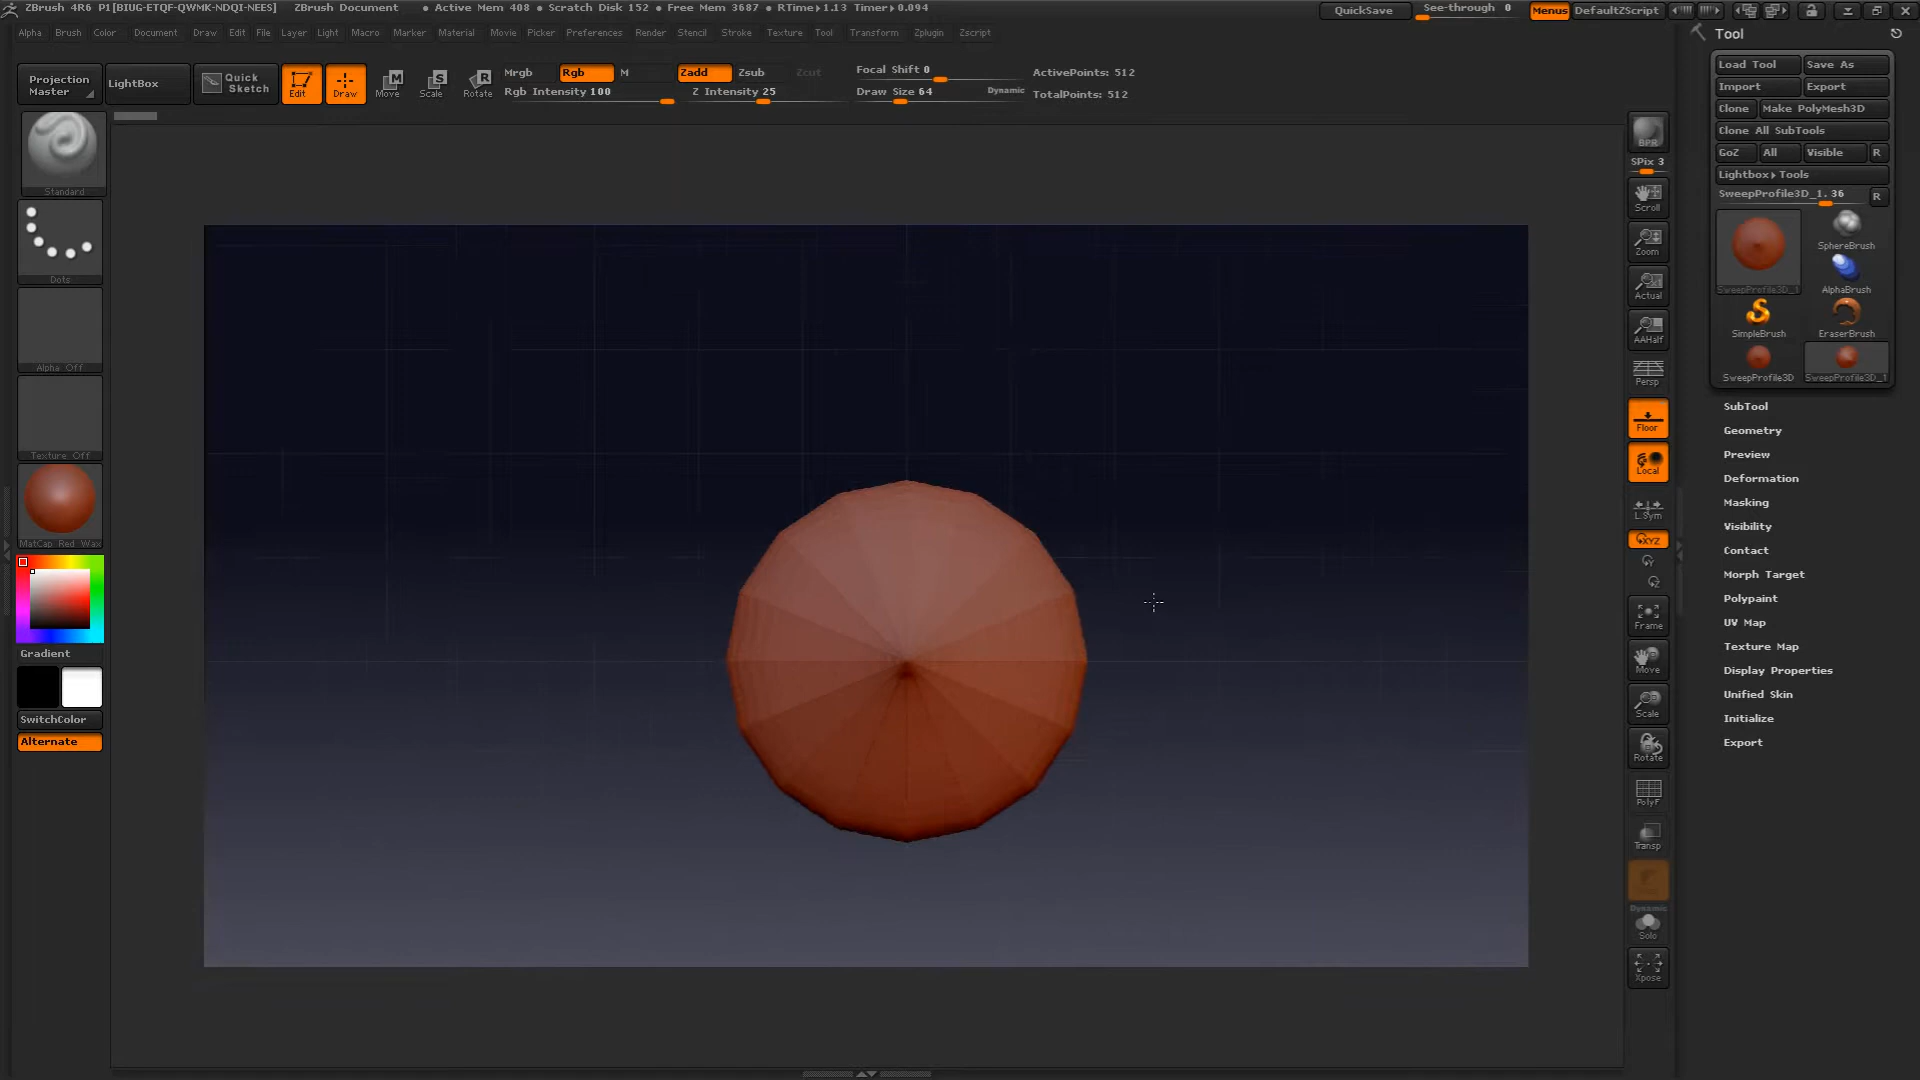 ZBrush 4R6 P1[BIUG-ETQF-QWMK-NDQI-NEES] ZBrush Document • Active Mem 408 • Scratch Disk 152 • Free Mem 3687 • RTime▸1.13 Timer▸0.094 QuickSave See-through 0 Menus DefaultZScript
Alpha Brush Color Document Draw Edit File Layer Light Macro Marker Material Movie Picker Preferences Render Stencil Stroke Texture Tool Transform Zplugin Zscript
Projection Master
LightBox
Quick Sketch
Edit
Draw
Move
Scale
Rotate
Mrgb Rgb M Zadd Zsub Zcut
Rgb Intensity 100 Z Intensity 25
Focal Shift 0
Draw Size 64 Dynamic
ActivePoints: 512
TotalPoints: 512
Standard
Dots
Alpha Off
Texture Off
MatCap Red Wax
Gradient
SwitchColor
Alternate
BPR
SPix 3
Scroll
Zoom
Actual
AAHalf
Persp
Floor
Local
L.Sym
XYZ
Y
Z
Frame
Move
Scale
Rotate
PolyF
Transp
Dynamic
Solo
Xpose
Tool
Load Tool Save As
Import Export
Clone Make PolyMesh3D
Clone All SubTools
GoZ All Visible R
Lightbox▸Tools
SweepProfile3D_1. 36 R
SweepProfile3D_1 SphereBrush
AlphaBrush
SimpleBrush EraserBrush
SweepProfile3D SweepProfile3D_1
SubTool
Geometry
Preview
Deformation
Masking
Visibility
Contact
Morph Target
Polypaint
UV Map
Texture Map
Display Properties
Unified Skin
Initialize
Export